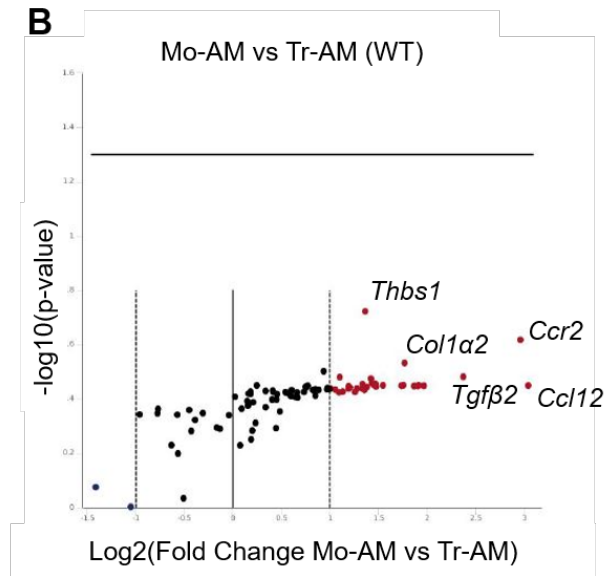 B
Mo-AM vs Tr-AM (WT)
1.6
1.4
1.2
1
.8
.6
.4
0.2
0
-log10(p-value)
Thbs1
Ccr2
Col1α2
Tgfβ2
Ccl12
-1.5 -1 -0.5 0 0.5 1 1.5 2 2.5 3
Log2(Fold Change Mo-AM vs Tr-AM)